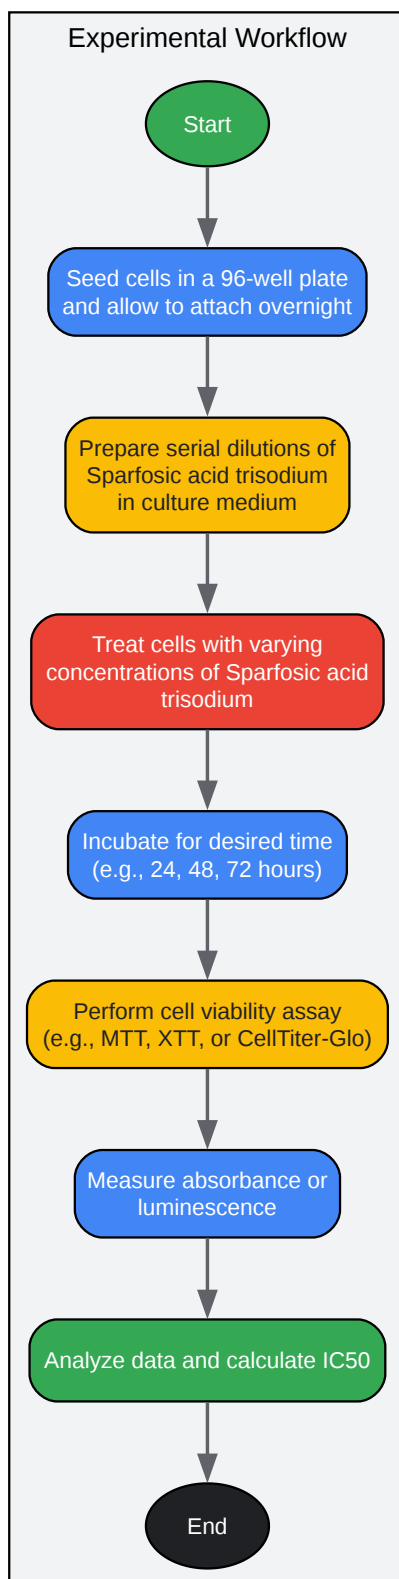 Experimental Workflow
Start
Seed cells in a 96-well plate
and allow to attach overnight
Prepare serial dilutions of
Sparfosic acid trisodium
in culture medium
Treat cells with varying
concentrations of Sparfosic acid
trisodium
Incubate for desired time
(e.g., 24, 48, 72 hours)
Perform cell viability assay
(e.g., MTT, XTT, or CellTiter-Glo)
Measure absorbance or
luminescence
Analyze data and calculate IC50
End